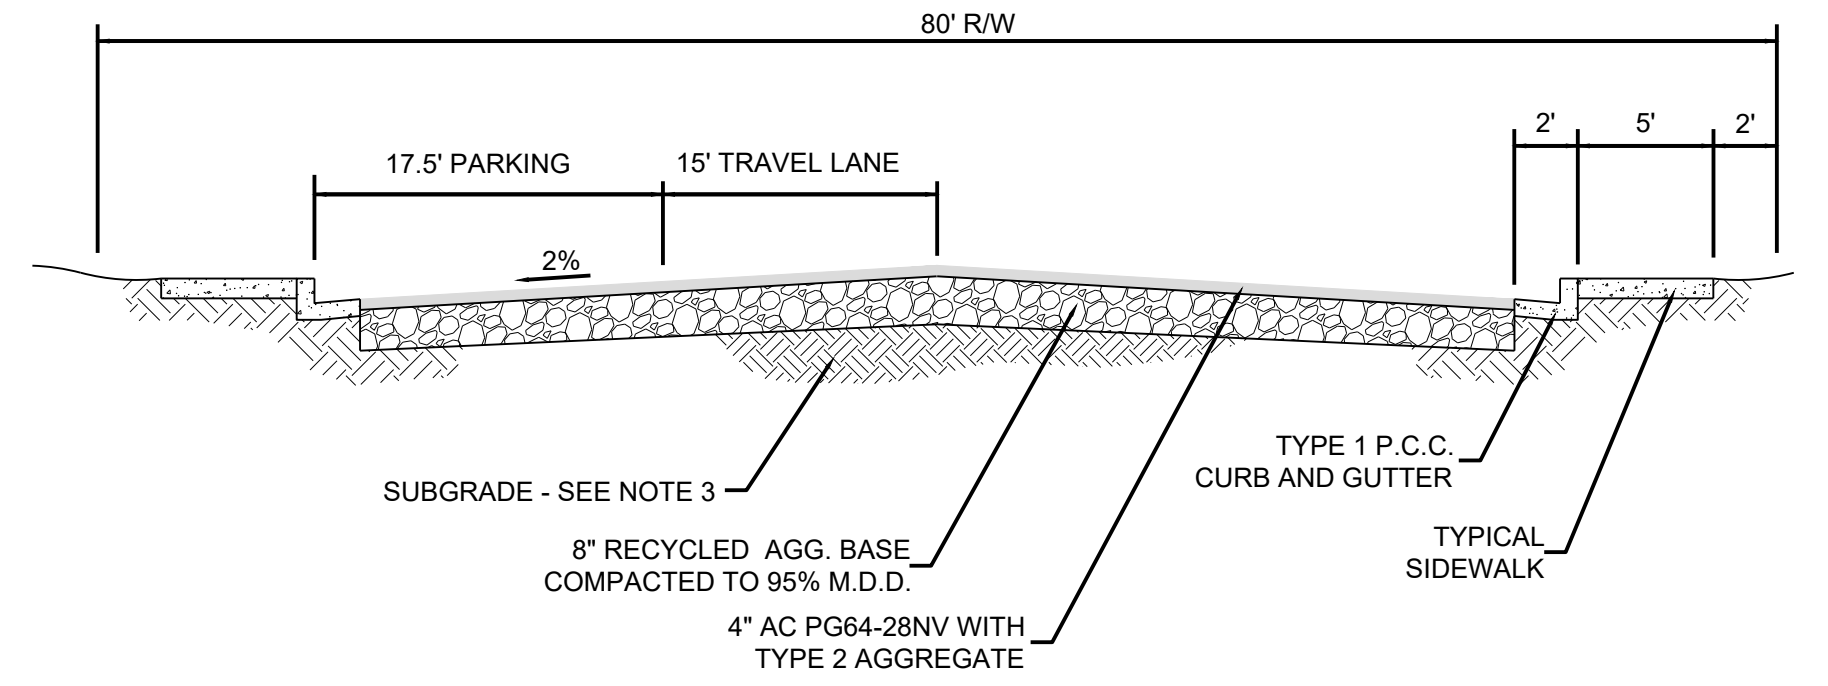 80' R/W
2'
5'
2'
17.5' PARKING
15' TRAVEL LANE
2%
SUBGRADE - SEE NOTE 3
8" RECYCLED AGG. BASE
COMPACTED TO 95% M.D.D.
4" AC PG64-28NV WITH
TYPE 2 AGGREGATE
TYPE 1 P.C.C.
CURB AND GUTTER
TYPICAL
SIDEWALK